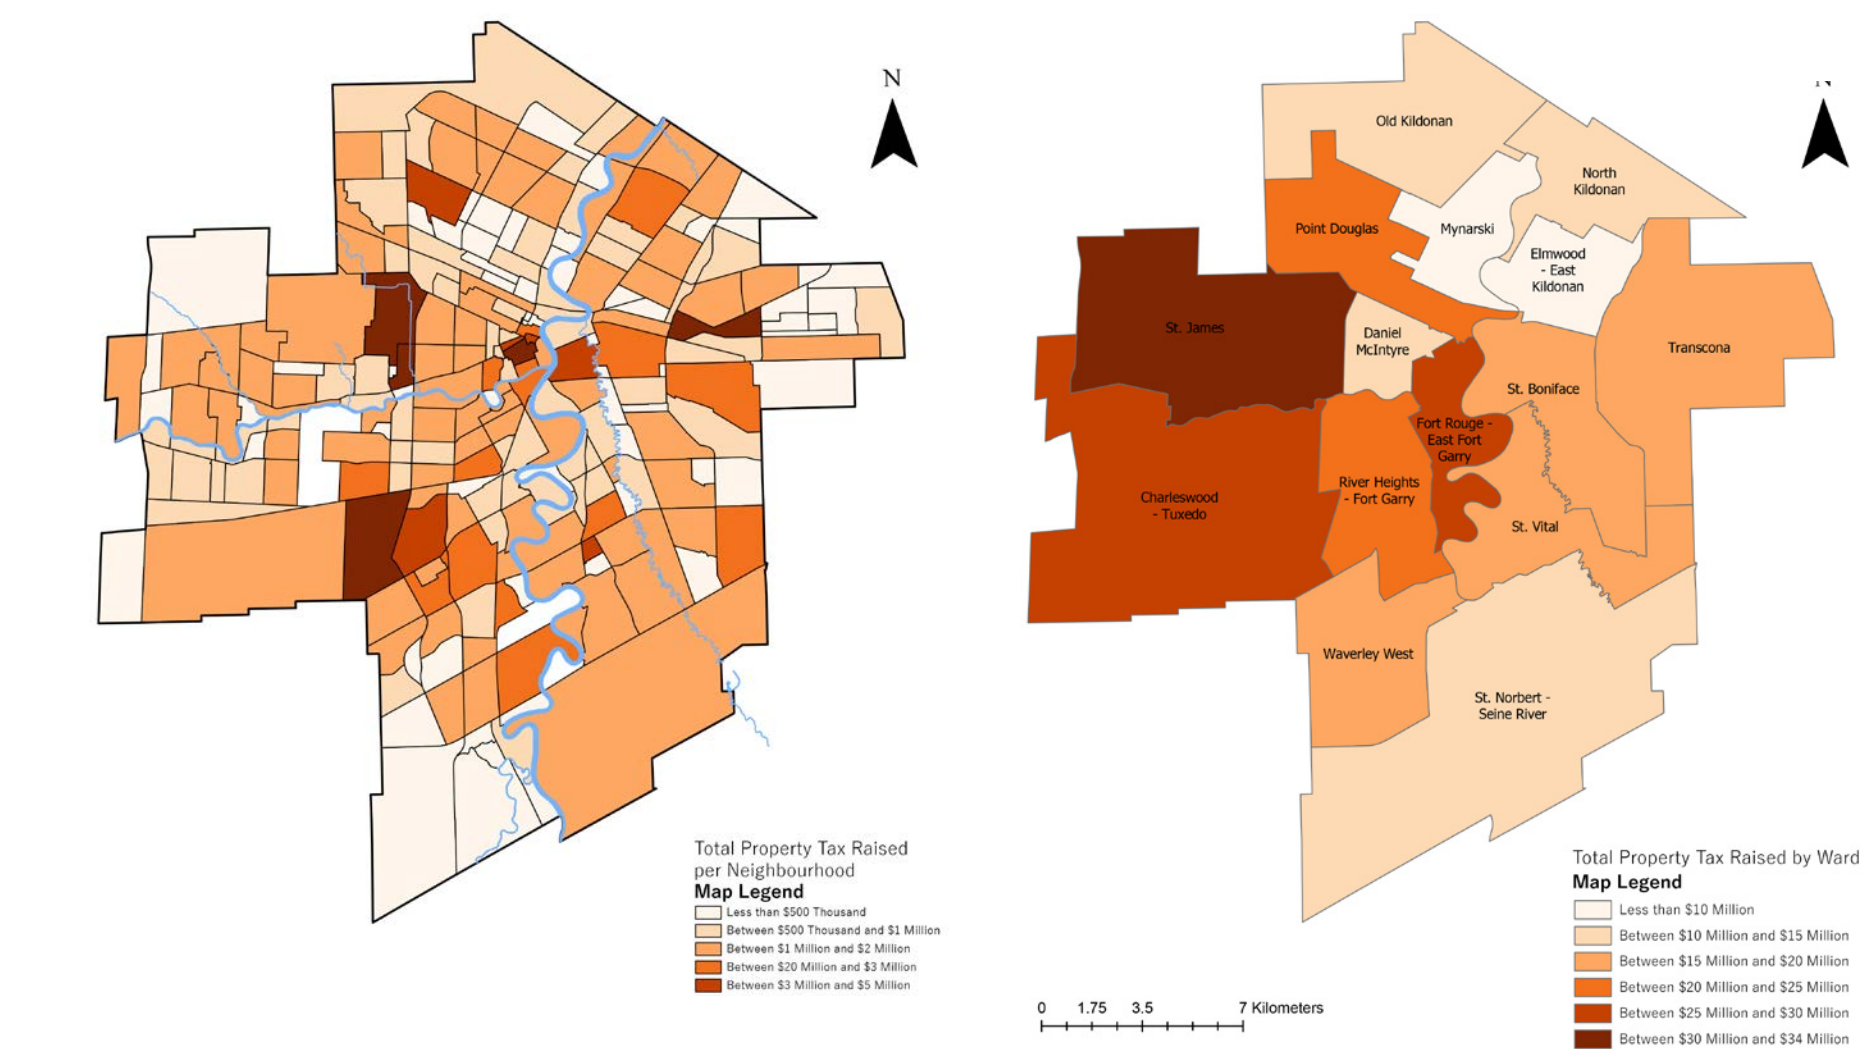 N
Old Kildonan
North
Kildonan
Point Douglas
Mynarski
Elmwood
- East
Kildonan
St. James
Daniel
McIntyre
Transcona
St. Boniface
Fort Rouge -
East Fort
Garry
River Heights
- Fort Garry
Charleswood
- Tuxedo
St. Vital
Waverley West
St. Norbert -
Seine River
Total Property Tax Raised
per Neighbourhood
Map Legend
Less than $500 Thousand
Between $500 Thousand and $1 Million
Between $1 Million and $2 Million
Between $20 Million and $3 Million
Between $3 Million and $5 Million
Total Property Tax Raised by Ward
Map Legend
Less than $10 Million
Between $10 Million and $15 Million
Between $15 Million and $20 Million
Between $20 Million and $25 Million
Between $25 Million and $30 Million
Between $30 Million and $34 Million
0 1.75 3.5 7 Kilometers